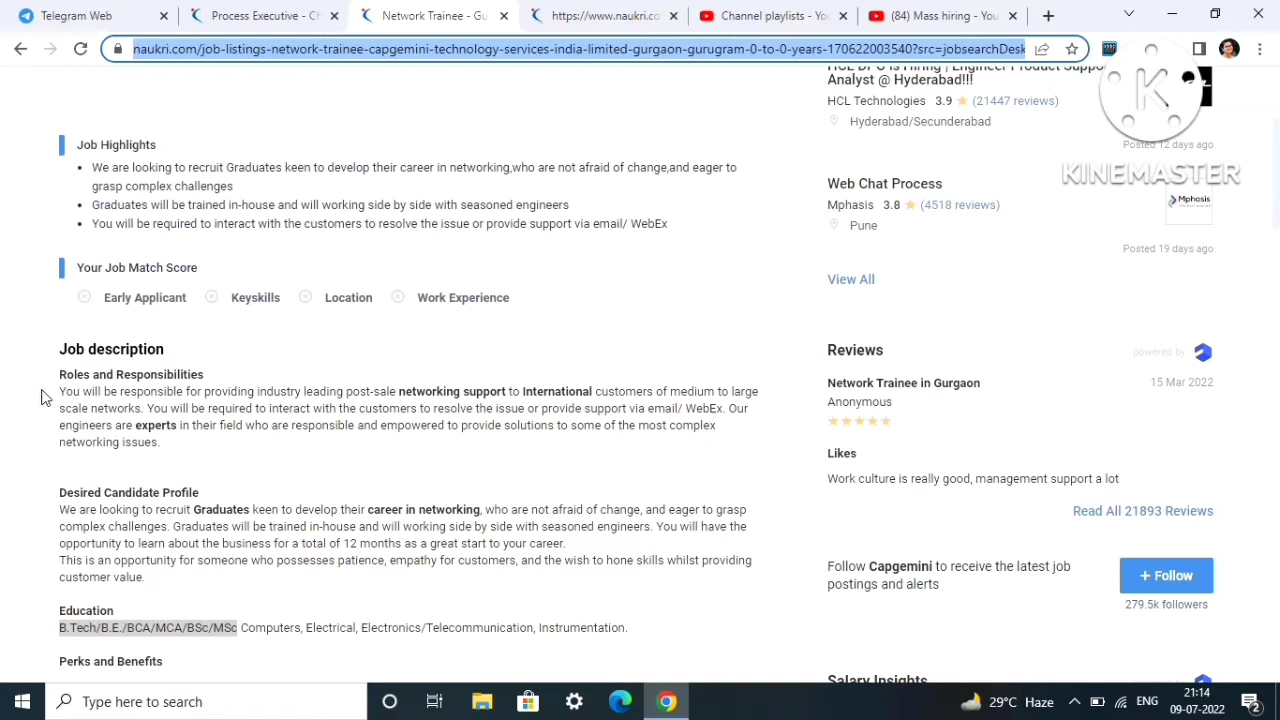 Telegram Web
Process Executive - Ch
Network Trainee - Gu
https://www.naukri.co
Channel playlists - Yo
(84) Mass hiring - You
naukri.com/job-listings-network-trainee-capgemini-technology-services-india-limited-gurgaon-gurugram-0-to-0-years-170622003540?src=jobsearchDesk
Job Highlights
We are looking to recruit Graduates keen to develop their career in networking,who are not afraid of change,and eager to
grasp complex challenges
Graduates will be trained in-house and will working side by side with seasoned engineers
You will be required to interact with the customers to resolve the issue or provide support via email/ WebEx
Your Job Match Score
Early Applicant
Keyskills
Location
Work Experience
Job description
Roles and Responsibilities
You will be responsible for providing industry leading post-sale networking support to International customers of medium to large
scale networks. You will be required to interact with the customers to resolve the issue or provide support via email/ WebEx. Our
engineers are experts in their field who are responsible and empowered to provide solutions to some of the most complex
networking issues.
Desired Candidate Profile
We are looking to recruit Graduates keen to develop their career in networking, who are not afraid of change, and eager to grasp
complex challenges. Graduates will be trained in-house and will working side by side with seasoned engineers. You will have the
opportunity to learn about the business for a total of 12 months as a great start to your career.
This is an opportunity for someone who possesses patience, empathy for customers, and the wish to hone skills whilst providing
customer value.
Education
B.Tech/B.E./BCA/MCA/BSc/MSc Computers, Electrical, Electronics/Telecommunication, Instrumentation.
Perks and Benefits
HCL BPO is Hiring | Engineer Product Suppo
Analyst @ Hyderabad!!!
HCL Technologies 3.9 (21447 reviews)
Hyderabad/Secunderabad
Posted 12 days ago
K
KINEMASTER
Web Chat Process
Mphasis 3.8 (4518 reviews)
Mphasis
Pune
Posted 19 days ago
View All
Reviews
powered by
Network Trainee in Gurgaon
15 Mar 2022
Anonymous
Likes
Work culture is really good, management support a lot
Read All 21893 Reviews
Follow Capgemini to receive the latest job
postings and alerts
+ Follow
279.5k followers
Salary Insights
powered by
Type here to search
29°C Haze
ENG
21:14
09-07-2022
2